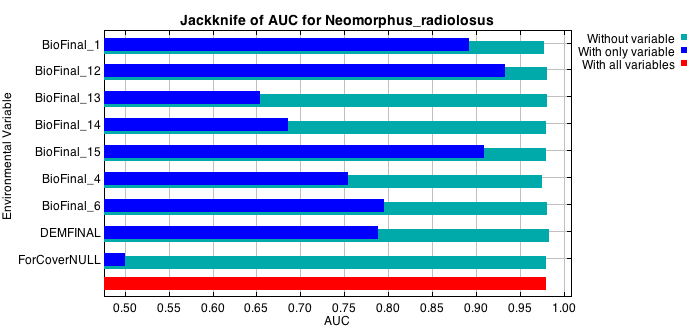 Jackknife of AUC for Neomorphus_radiolosus
Without variable
With only variable
With all variables
Environmental Variable
BioFinal_1
BioFinal_12
BioFinal_13
BioFinal_14
BioFinal_15
BioFinal_4
BioFinal_6
DEMFINAL
ForCoverNULL
0.50 0.55 0.60 0.65 0.70 0.75 0.80 0.85 0.90 0.95 1.00
AUC